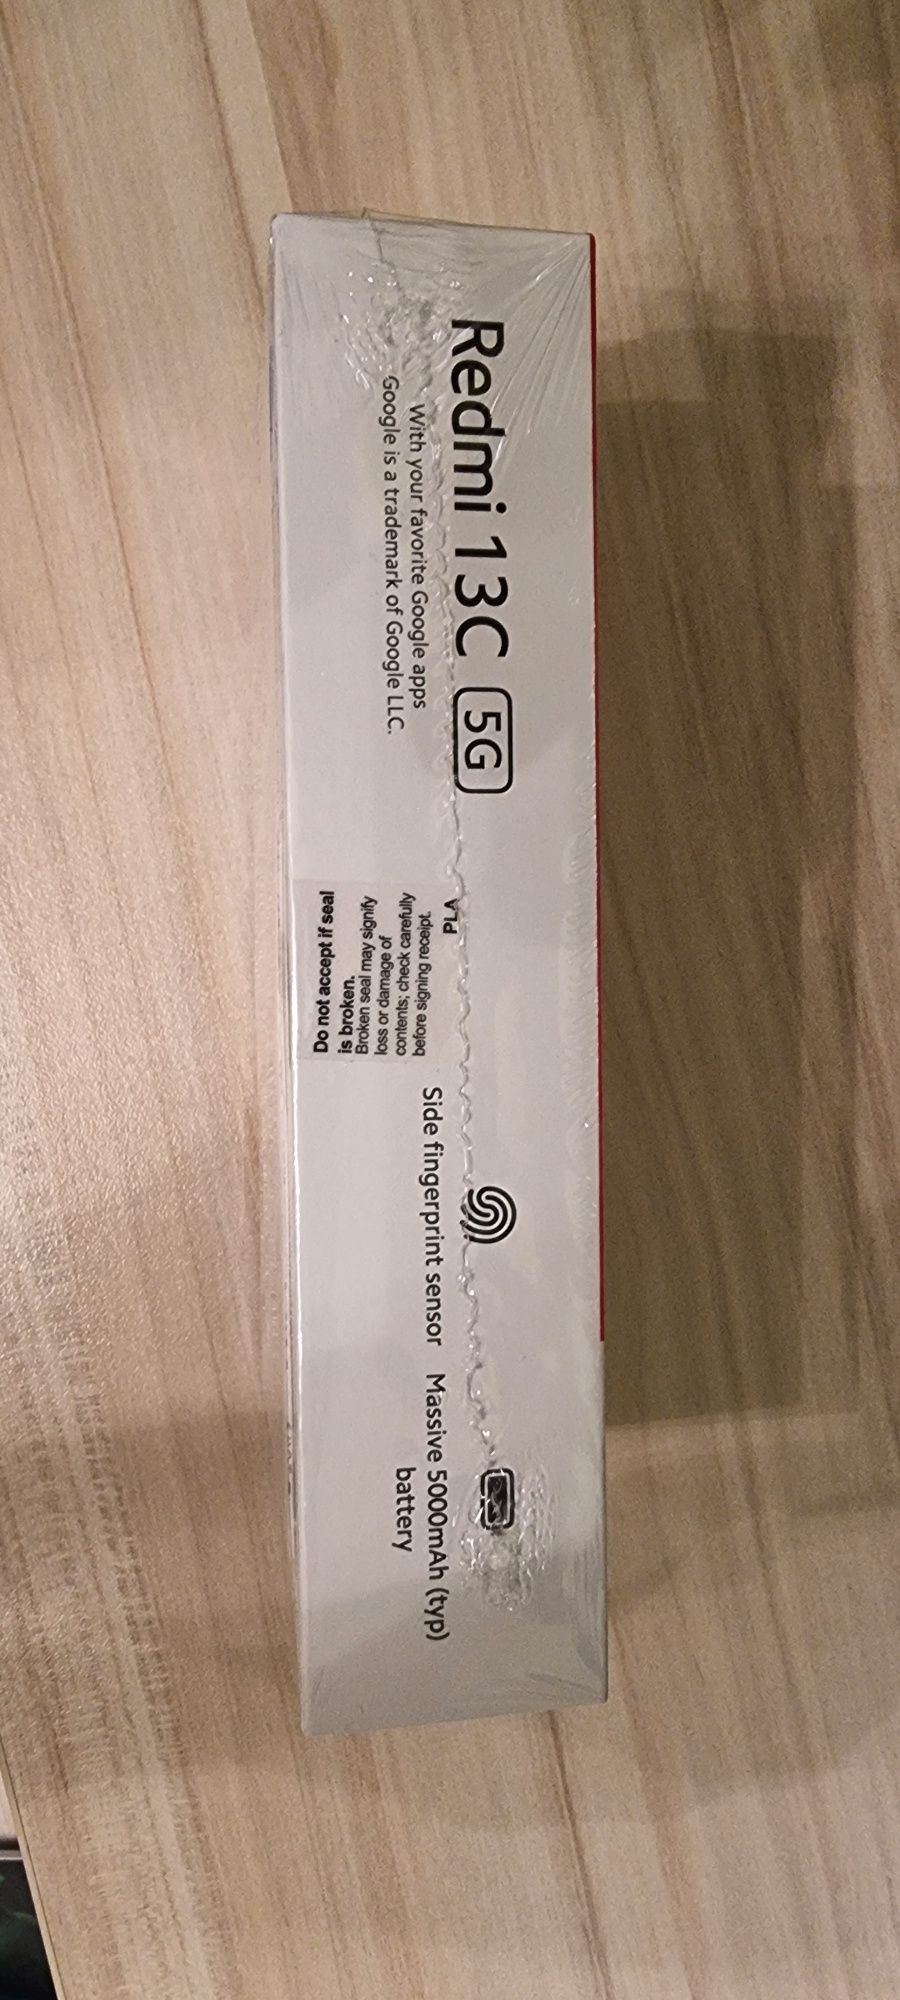 Redmi 13C 5G
With your favorite Google apps
Google is a trademark of Google LLC.
PLA
Do not accept if seal
is broken.
Broken seal may signify
loss or damage of
contents; check carefully
before signing receipt.
Side fingerprint sensor
Massive 5000mAh (typ)
battery